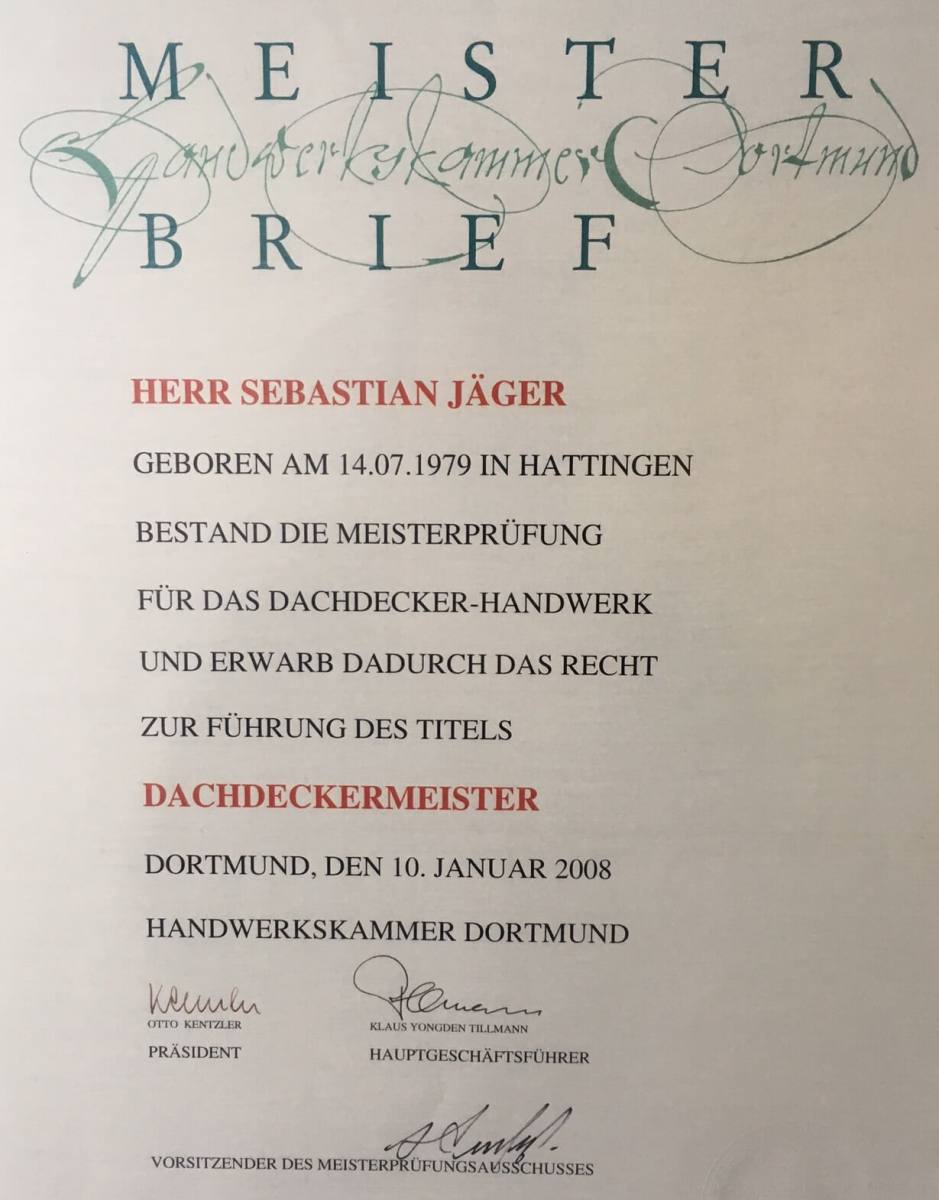 MEISTER
Handwerkskammer Dortmund
BRIEF
HERR SEBASTIAN JÄGER
GEBOREN AM 14.07.1979 IN HATTINGEN
BESTAND DIE MEISTERPRÜFUNG
FÜR DAS DACHDECKER-HANDWERK
UND ERWARB DADURCH DAS RECHT
ZUR FÜHRUNG DES TITELS
DACHDECKERMEISTER
DORTMUND, DEN 10. JANUAR 2008
HANDWERKSKAMMER DORTMUND
OTTO KENTZLER
PRÄSIDENT
KLAUS YONGDEN TILLMANN
HAUPTGESCHÄFTSFÜHRER
VORSITZENDER DES MEISTERPRÜFUNGSAUSSCHUSSES